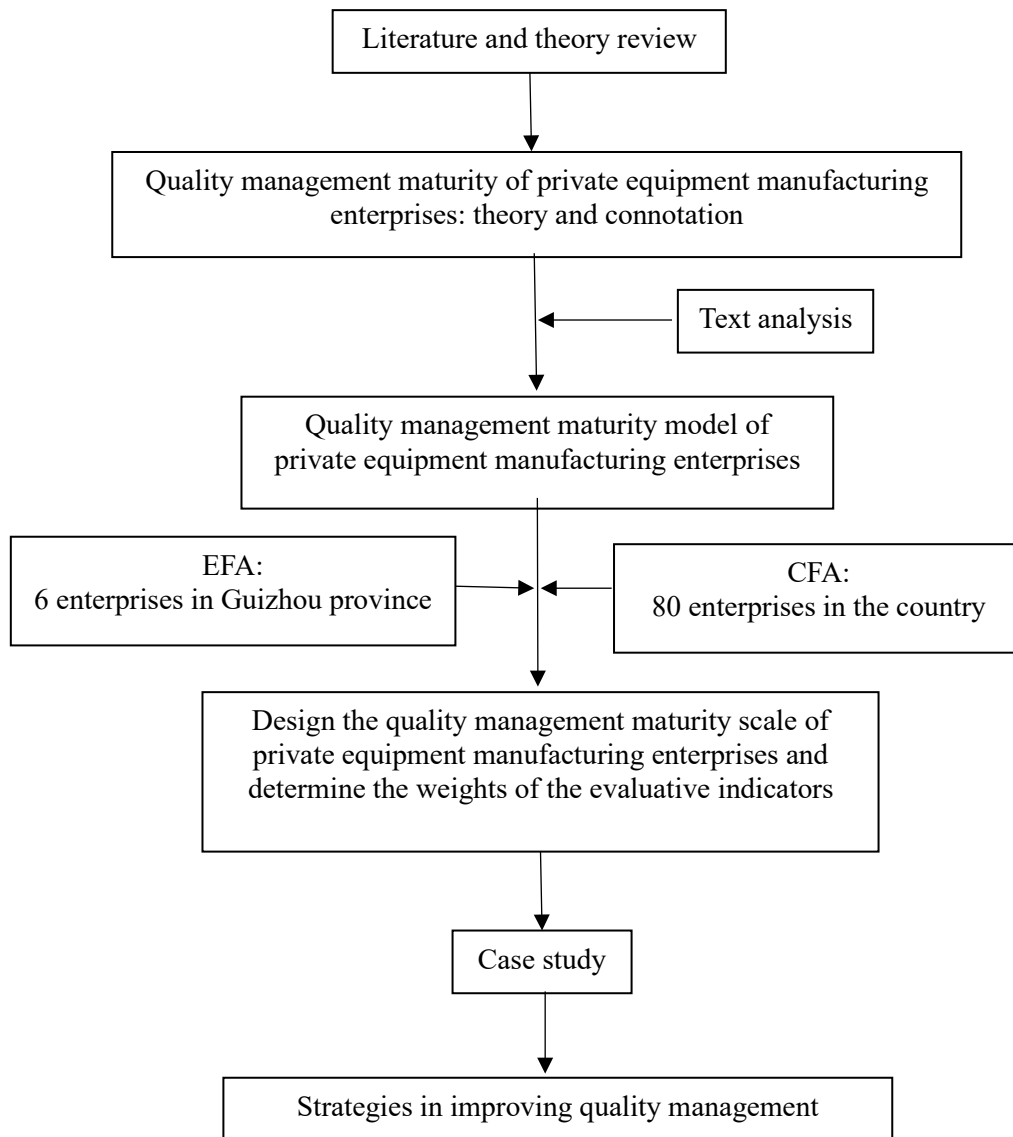 Literature and theory review
Quality management maturity of private equipment manufacturing
enterprises: theory and connotation
Text analysis
Quality management maturity model of
private equipment manufacturing enterprises
EFA:
6 enterprises in Guizhou province
CFA:
80 enterprises in the country
Design the quality management maturity scale of
private equipment manufacturing enterprises and
determine the weights of the evaluative indicators
Case study
Strategies in improving quality management